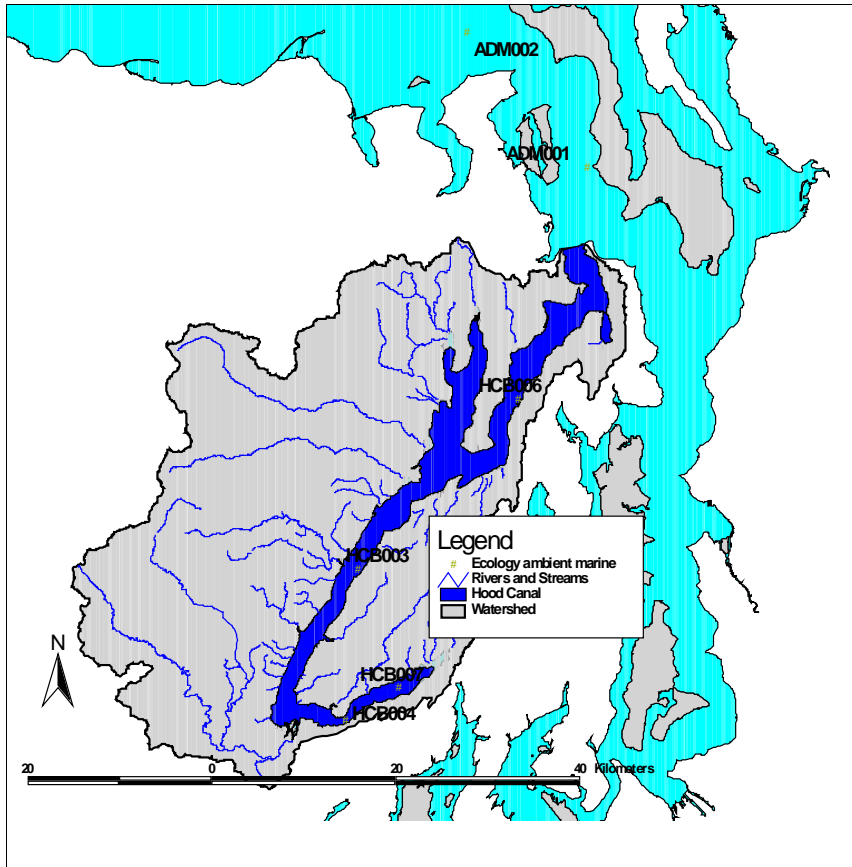 ADM002
ADM001
HCB006
Legend
# Ecology ambient marine
Rivers and Streams
Hood Canal
Watershed
HCB003
N
HCB007
HCB004
20 0 20 40 Kilometers